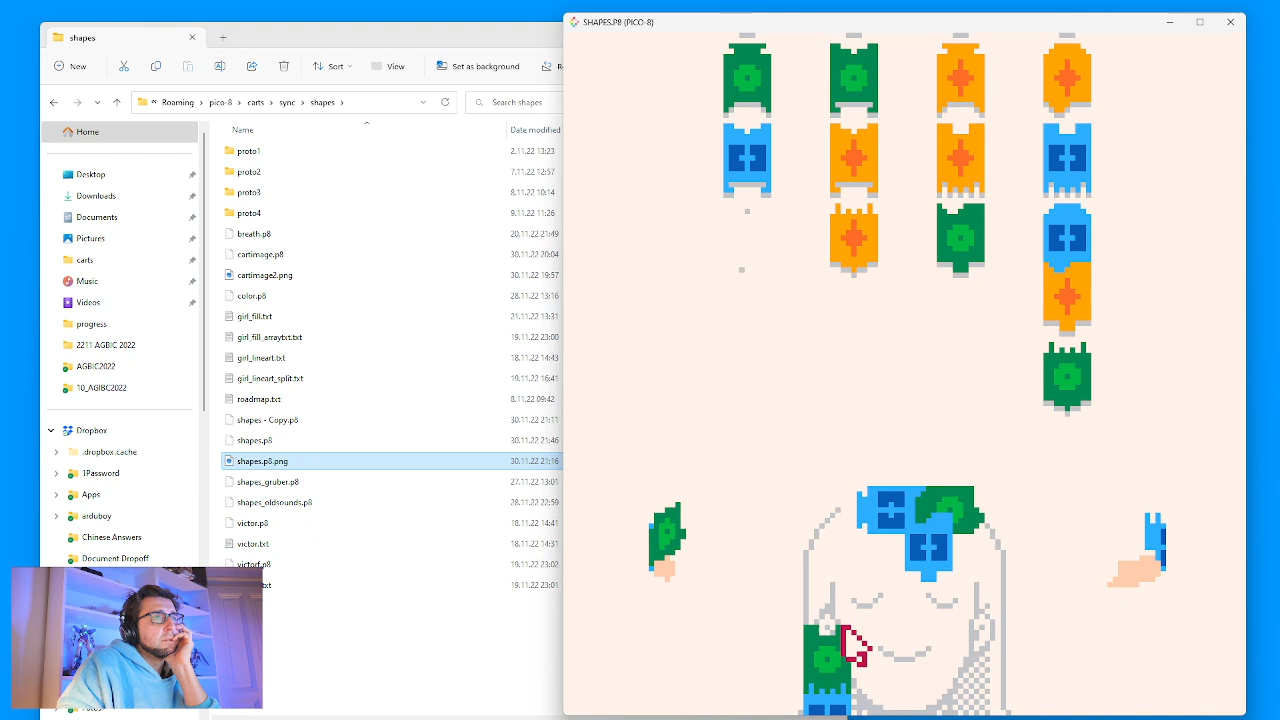 shapes
New
Sort
View
Set as background
Roaming
pico-8
carts
sync
shapes
Search shapes
Home
Desktop
Downloads
Documents
Pictures
carts
Music
Videos
progress
2211 AGBIC 2022
AGBIC2022
10_AGIBC2022
Dropbox
.dropbox.cache
1Password
Apps
arduboy
Chinese Answers
Document Dropoff
Name
Date modified
proto1 2.11.22 13:23
proto2 7.11.22 12:57
proto3 8.11.22 10:14
proto4 9.11.22 11:26
breath.p8 20.11.22 21:49
cartimage.p8 30.11.22 20:04
cartimage2.png 30.11.22 19:57
color.p8 28.11.22 13:16
girl_fill.txt 21.11.22 13:31
girl_fill_arraytxt.txt 19.11.22 23:00
girl_lineart.txt 18.11.22 14:43
girl_lineart_split.txt 19.11.22 16:41
roadmap.txt 8.11.22 09:42
shapes - Copy.p8 30.11.22 21:11
shapes.p8 30.11.22 21:46
shapes.p8.png 30.11.22 21:16
shapes_gruber.p8 27.11.22 13:01
shapes_oldsounds.p8 28.11.22 22:59
18.11.22 14:41
victor.txt 18.11.22 14:31
19.11.22 23:02
19.11.22 23:01
SHAPES.P8 (PICO-8)